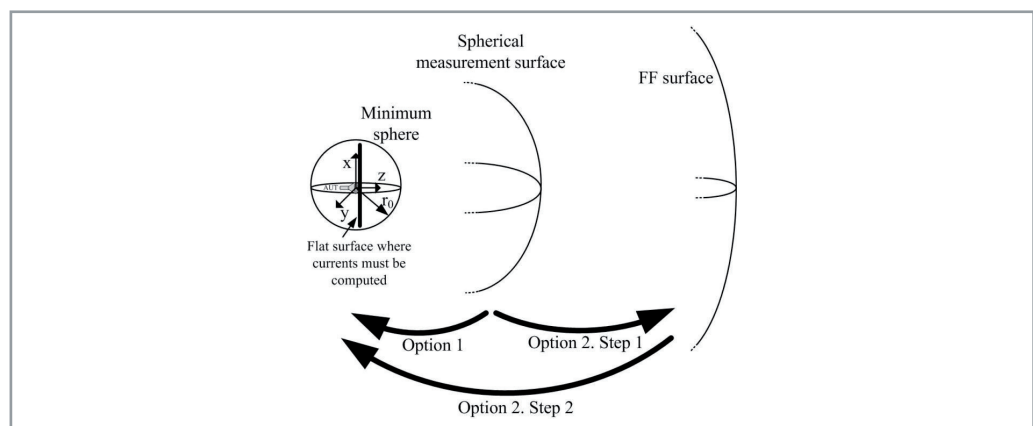 Spherical
measurement surface
FF surface
Minimum
sphere
x
AUT
z
y
r0
Flat surface where
currents must be
computed
Option 1
Option 2. Step 1
Option 2. Step 2